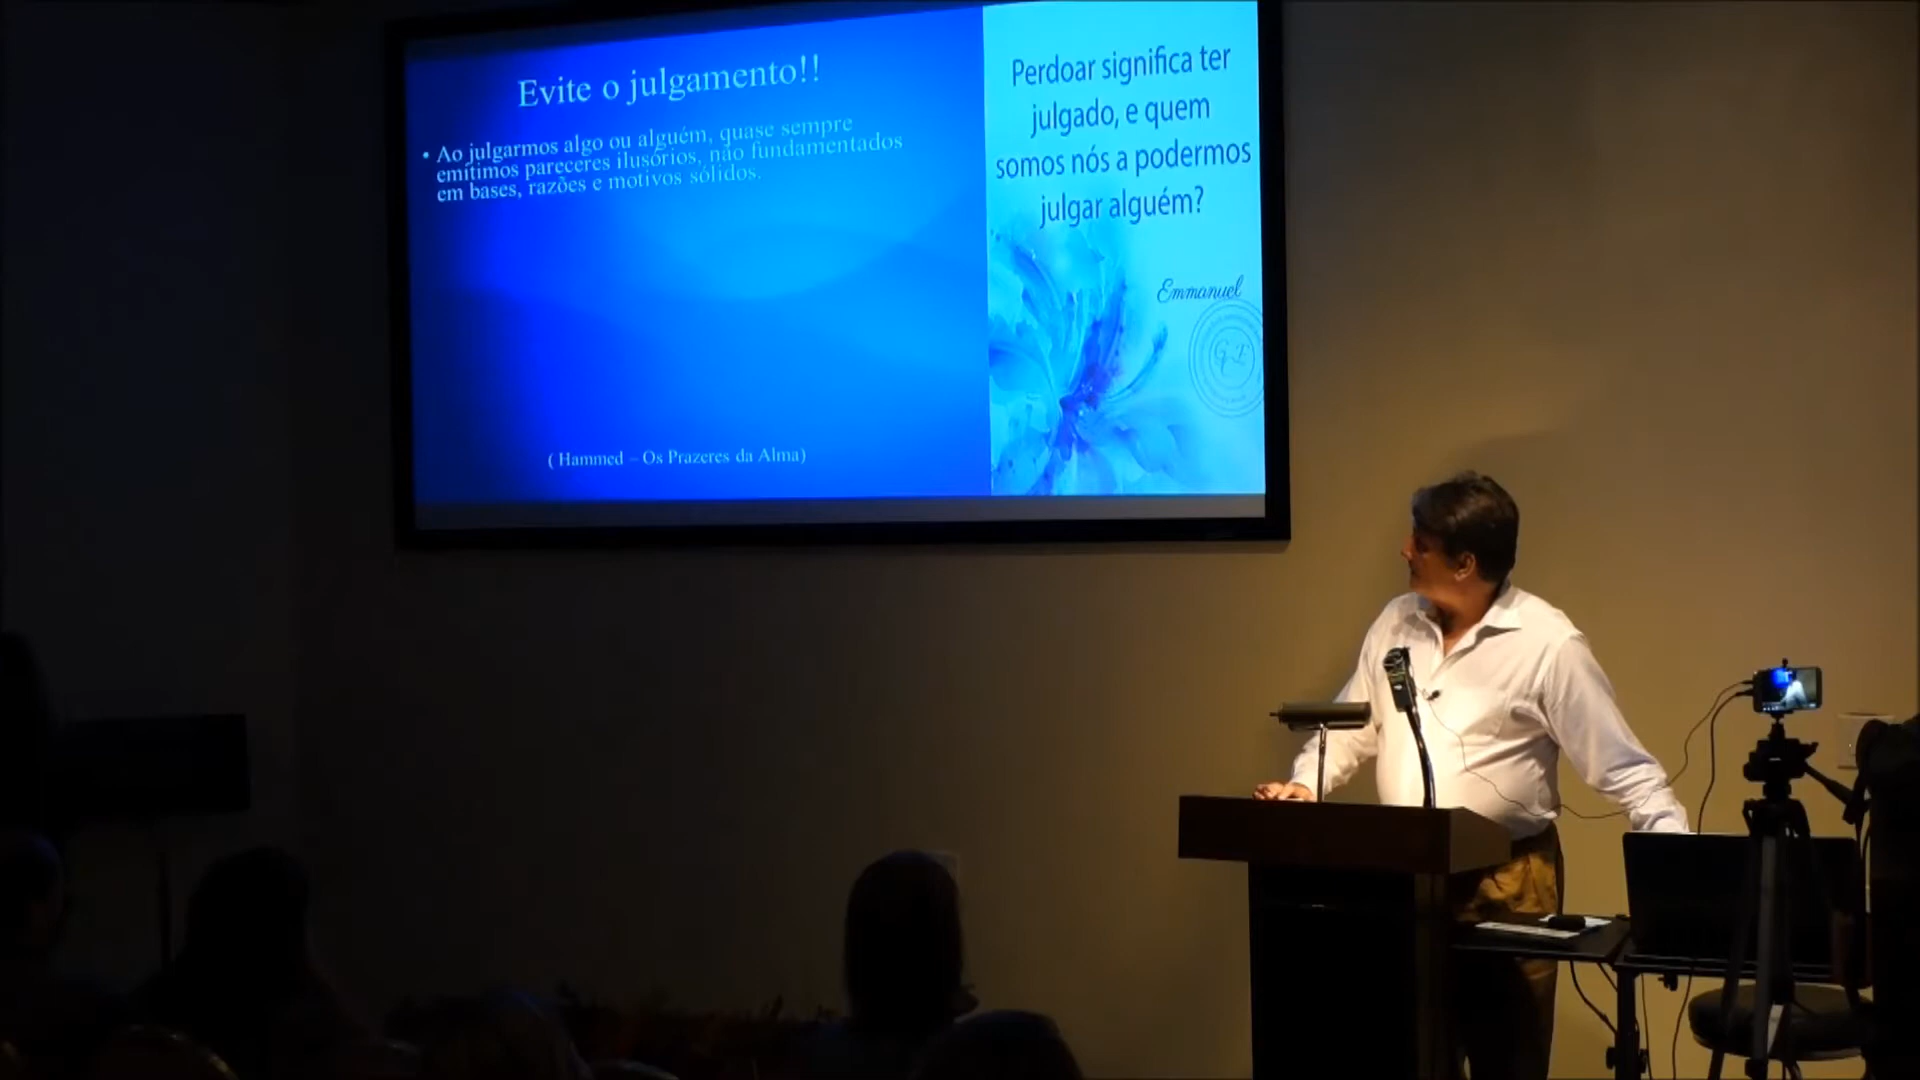 Evite o julgamento!!
• Ao julgarmos algo ou alguém, quase sempre
emitimos pareceres ilusórios, não fundamentados
em bases, razões e motivos sólidos.
( Hammed – Os Prazeres da Alma)
Perdoar significa ter
julgado, e quem
somos nós a podermos
julgar alguém?
Emmanuel